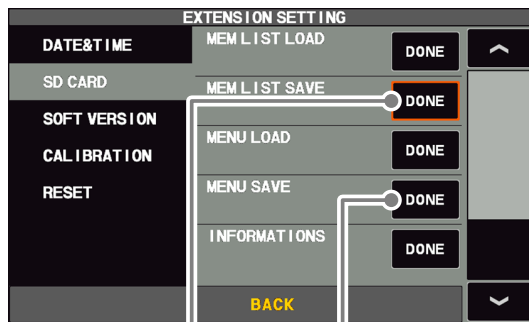 EXTENSION SETTING
DATE&TIME
SD CARD
SOFT VERSION
CALIBRATION
RESET
MEM LIST LOAD
DONE
MEM LIST SAVE
DONE
MENU LOAD
DONE
MENU SAVE
DONE
INFORMATIONS
DONE
BACK